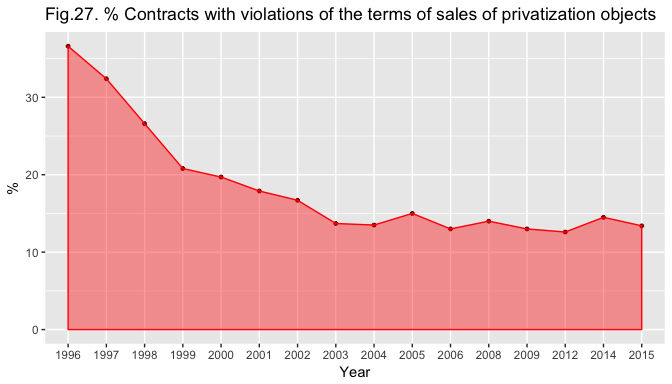 Fig.27. % Contracts with violations of the terms of sales of privatization objects
%
30
20
10
0
1996 1997 1998 1999 2000 2001 2002 2003 2004 2005 2006 2008 2009 2012 2014 2015
Year